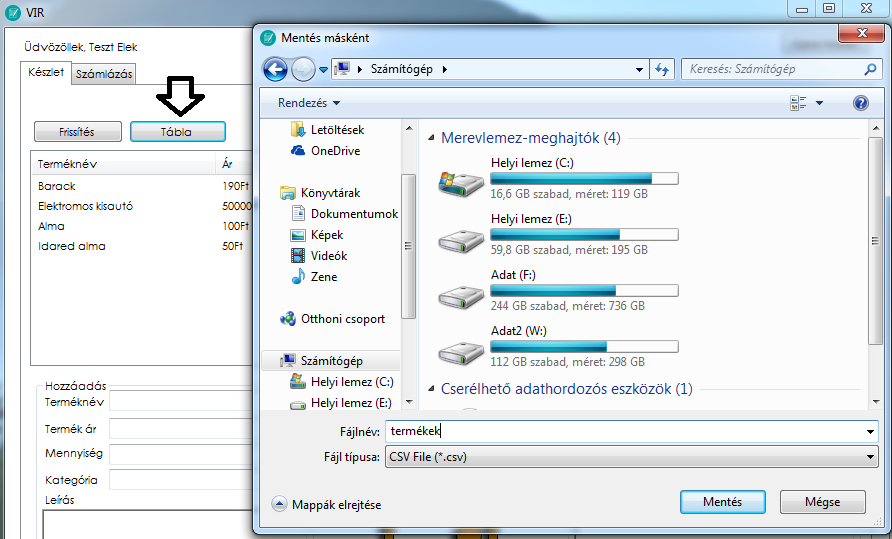 VIR
Üdvözöllek, Teszt Elek
Készlet
Számlázás
Frissítés
Tábla
Terméknév
Ár
Barack
190Ft
Elektromos kisautó
50000
Alma
100Ft
Idared alma
50Ft
Hozzáadás
Terméknév
Termék ár
Mennyiség
Kategória
Leírás
Mentés másként
Számítógép
Keresés: Számítógép
Rendezés
Letöltések
OneDrive
Könyvtárak
Dokumentumok
Képek
Videók
Zene
Otthoni csoport
Számítógép
Helyi lemez (C:)
Helyi lemez (E:)
Merevlemez-meghajtók (4)
Helyi lemez (C:)
16,6 GB szabad, méret: 119 GB
Helyi lemez (E:)
59,8 GB szabad, méret: 195 GB
Adat (F:)
244 GB szabad, méret: 736 GB
Adat2 (W:)
112 GB szabad, méret: 298 GB
Cserélhető adathordozós eszközök (1)
Fájlnév:
termékek
Fájl típusa:
CSV File (*.csv)
Mappák elrejtése
Mentés
Mégse